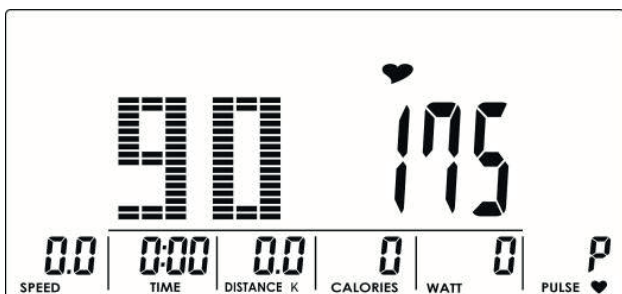 90 175
0.0 0:00 0.0 0 0 P
SPEED TIME DISTANCE K CALORIES WATT PULSE